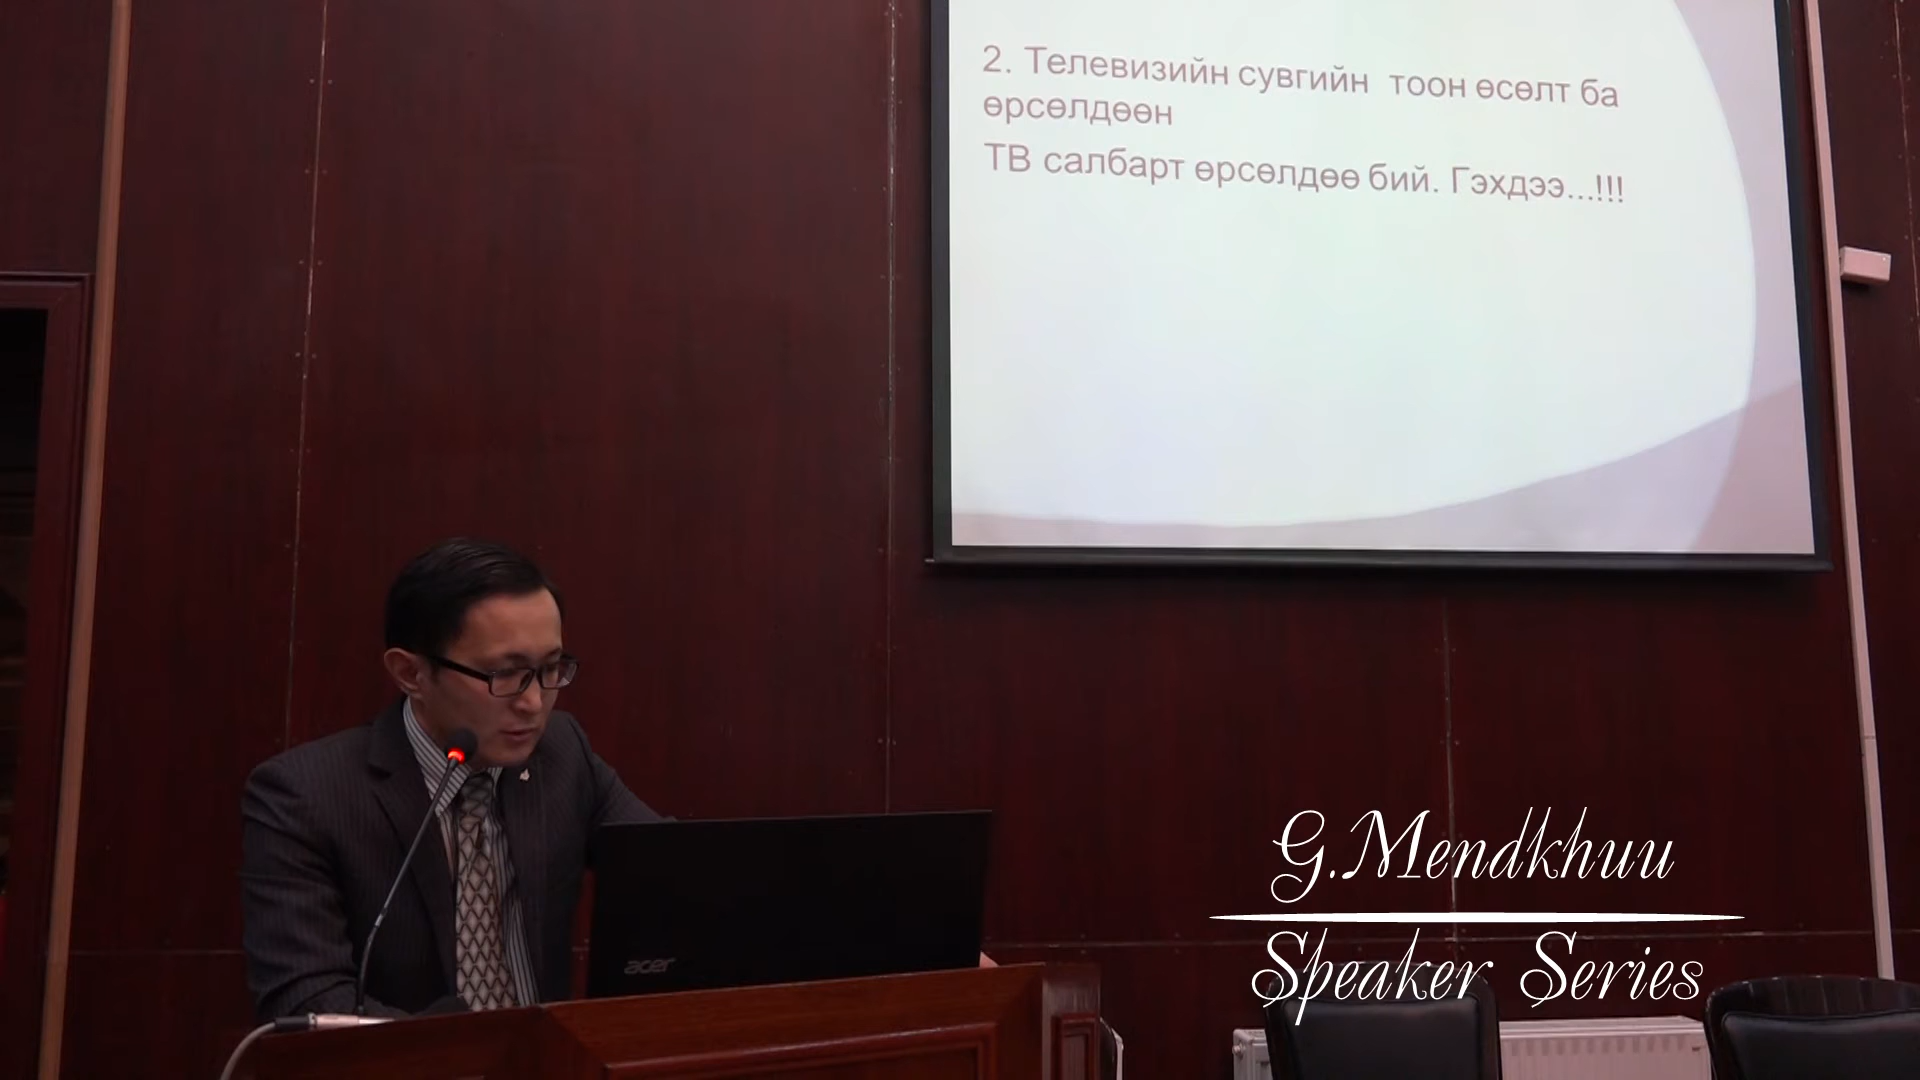 2. Телевизийн сувгийн тоон өсөлт ба
өрсөлдөөн
ТВ салбарт өрсөлдөө бий. Гэхдээ...!!!
acer
G.Mendkhuu
Speaker Series